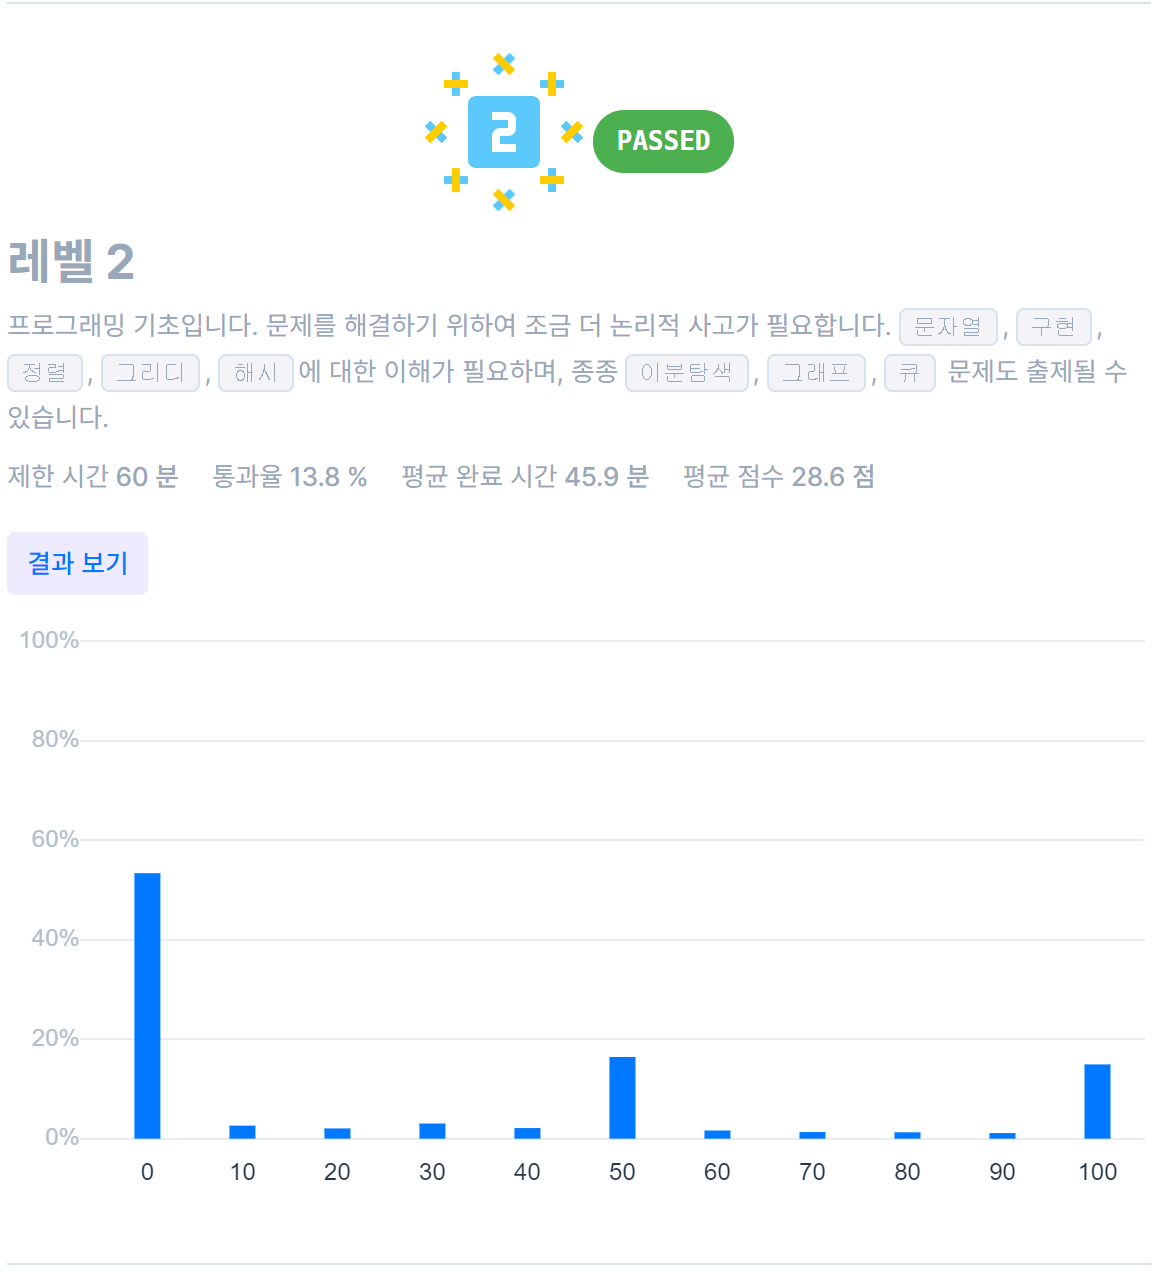 2 PASSED
레벨 2
프로그래밍 기초입니다. 문제를 해결하기 위하여 조금 더 논리적 사고가 필요합니다. 문자열 , 구현 ,
정렬 , 그리디 , 해시 에 대한 이해가 필요하며, 종종 이분탐색 , 그래프 , 큐 문제도 출제될 수
있습니다.
제한 시간 60 분 통과율 13.8 % 평균 완료 시간 45.9 분 평균 점수 28.6 점
결과 보기
100%
80%
60%
40%
20%
0%
0 10 20 30 40 50 60 70 80 90 100